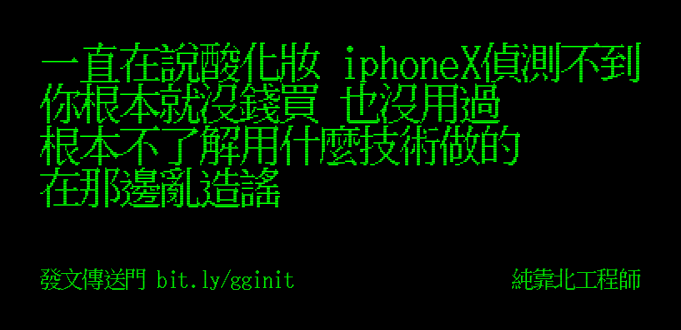 一直在說酸化妝 iphoneX偵測不到
你根本就沒錢買 也沒用過
根本不了解用什麼技術做的
在那邊亂造謠
發文傳送門 bit.ly/gginit
純靠北工程師